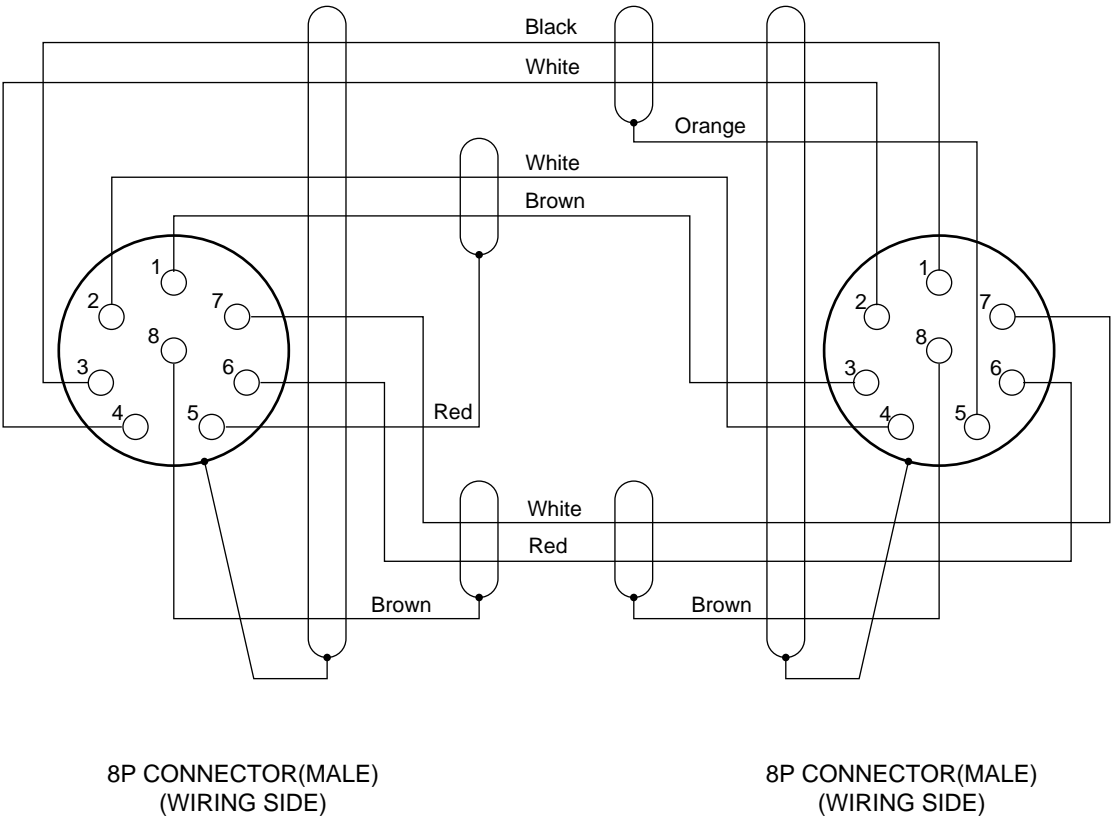 Black
White
Orange
White
Brown
1
2
7
8
3
6
4
5
Red
1
2
7
8
3
6
4
5
White
Red
Brown
Brown
8P CONNECTOR(MALE)
(WIRING SIDE)
8P CONNECTOR(MALE)
(WIRING SIDE)